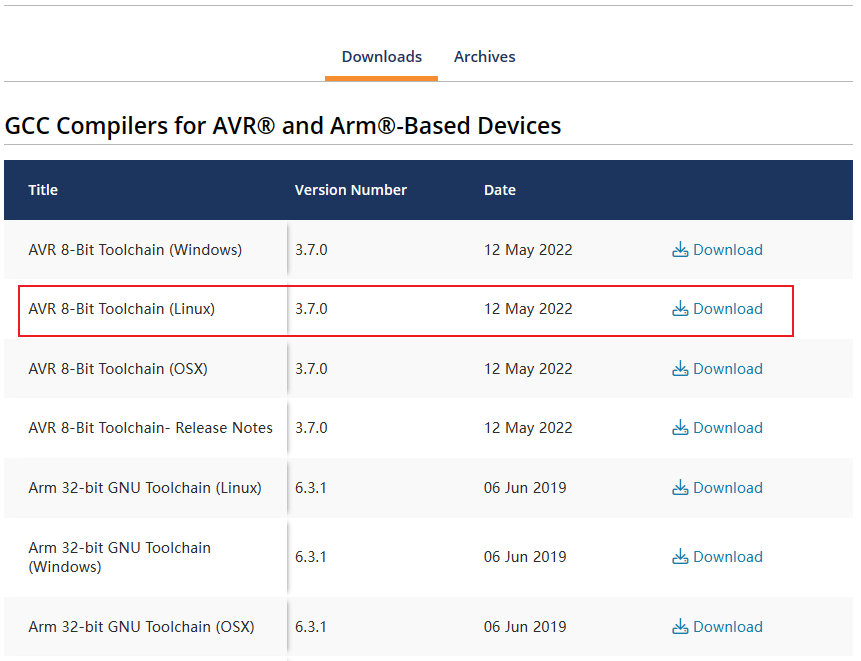 Downloads Archives
GCC Compilers for AVR® and Arm®-Based Devices
Title Version Number Date
AVR 8-Bit Toolchain (Windows) 3.7.0 12 May 2022 Download
AVR 8-Bit Toolchain (Linux) 3.7.0 12 May 2022 Download
AVR 8-Bit Toolchain (OSX) 3.7.0 12 May 2022 Download
AVR 8-Bit Toolchain- Release Notes 3.7.0 12 May 2022 Download
Arm 32-bit GNU Toolchain (Linux) 6.3.1 06 Jun 2019 Download
Arm 32-bit GNU Toolchain
(Windows) 6.3.1 06 Jun 2019 Download
Arm 32-bit GNU Toolchain (OSX) 6.3.1 06 Jun 2019 Download